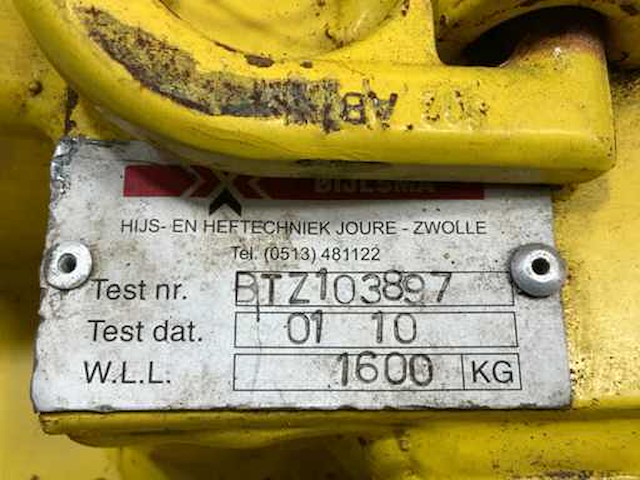 BIJLSMA
HIJS- EN HEFTECHNIEK JOURE - ZWOLLE
Tel. (0513) 481122
Test nr. BTZ103897
Test dat. 01 10
W.L.L. 1600 KG